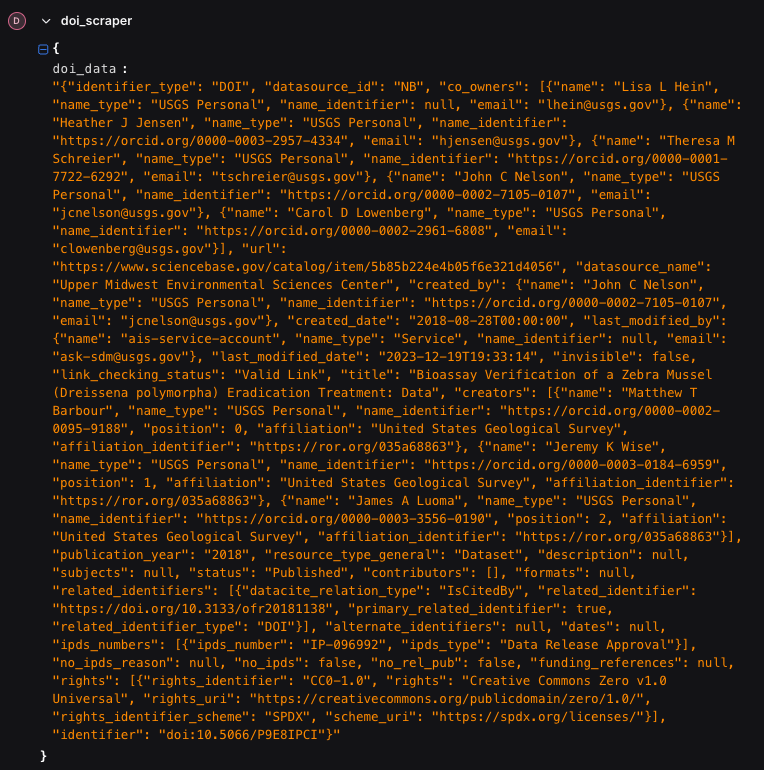 D doi_scraper
{
doi_data :
"{"identifier_type": "DOI", "datasource_id": "NB", "co_owners": [{"name": "Lisa L Hein",
"name_type": "USGS Personal", "name_identifier": null, "email": "lhein@usgs.gov"}, {"name":
"Heather J Jensen", "name_type": "USGS Personal", "name_identifier":
"https://orcid.org/0000-0003-2957-4334", "email": "hjensen@usgs.gov"}, {"name": "Theresa M
Schreier", "name_type": "USGS Personal", "name_identifier": "https://orcid.org/0000-0001-
7722-6292", "email": "tschreier@usgs.gov"}, {"name": "John C Nelson", "name_type": "USGS
Personal", "name_identifier": "https://orcid.org/0000-0002-7105-0107", "email":
"jcnelson@usgs.gov"}, {"name": "Carol D Lowenberg", "name_type": "USGS Personal",
"name_identifier": "https://orcid.org/0000-0002-2961-6808", "email":
"clowenberg@usgs.gov"}], "url":
"https://www.sciencebase.gov/catalog/item/5b85b224e4b05f6e321d4056", "datasource_name":
"Upper Midwest Environmental Sciences Center", "created_by": {"name": "John C Nelson",
"name_type": "USGS Personal", "name_identifier": "https://orcid.org/0000-0002-7105-0107",
"email": "jcnelson@usgs.gov"}, "created_date": "2018-08-28T00:00:00", "last_modified_by":
{"name": "ais-service-account", "name_type": "Service", "name_identifier": null, "email":
"ask-sdm@usgs.gov"}, "last_modified_date": "2023-12-19T19:33:14", "invisible": false,
"link_checking_status": "Valid Link", "title": "Bioassay Verification of a Zebra Mussel
(Dreissena polymorpha) Eradication Treatment: Data", "creators": [{"name": "Matthew T
Barbour", "name_type": "USGS Personal", "name_identifier": "https://orcid.org/0000-0002-
0095-9188", "position": 0, "affiliation": "United States Geological Survey",
"affiliation_identifier": "https://ror.org/035a68863"}, {"name": "Jeremy K Wise",
"name_type": "USGS Personal", "name_identifier": "https://orcid.org/0000-0003-0184-6959",
"position": 1, "affiliation": "United States Geological Survey", "affiliation_identifier":
"https://ror.org/035a68863"}, {"name": "James A Luoma", "name_type": "USGS Personal",
"name_identifier": "https://orcid.org/0000-0003-3556-0190", "position": 2, "affiliation":
"United States Geological Survey", "affiliation_identifier": "https://ror.org/035a68863"}],
"publication_year": "2018", "resource_type_general": "Dataset", "description": null,
"subjects": null, "status": "Published", "contributors": [], "formats": null,
"related_identifiers": [{"datacite_relation_type": "IsCitedBy", "related_identifier":
"https://doi.org/10.3133/ofr20181138", "primary_related_identifier": true,
"related_identifier_type": "DOI"}], "alternate_identifiers": null, "dates": null,
"ipds_numbers": [{"ipds_number": "IP-096992", "ipds_type": "Data Release Approval"}],
"no_ipds_reason": null, "no_ipds": false, "no_rel_pub": false, "funding_references": null,
"rights": [{"rights_identifier": "CC0-1.0", "rights": "Creative Commons Zero v1.0
Universal", "rights_uri": "https://creativecommons.org/publicdomain/zero/1.0/",
"rights_identifier_scheme": "SPDX", "scheme_uri": "https://spdx.org/licenses/"}],
"identifier": "doi:10.5066/P9E8IPCI"}"
}